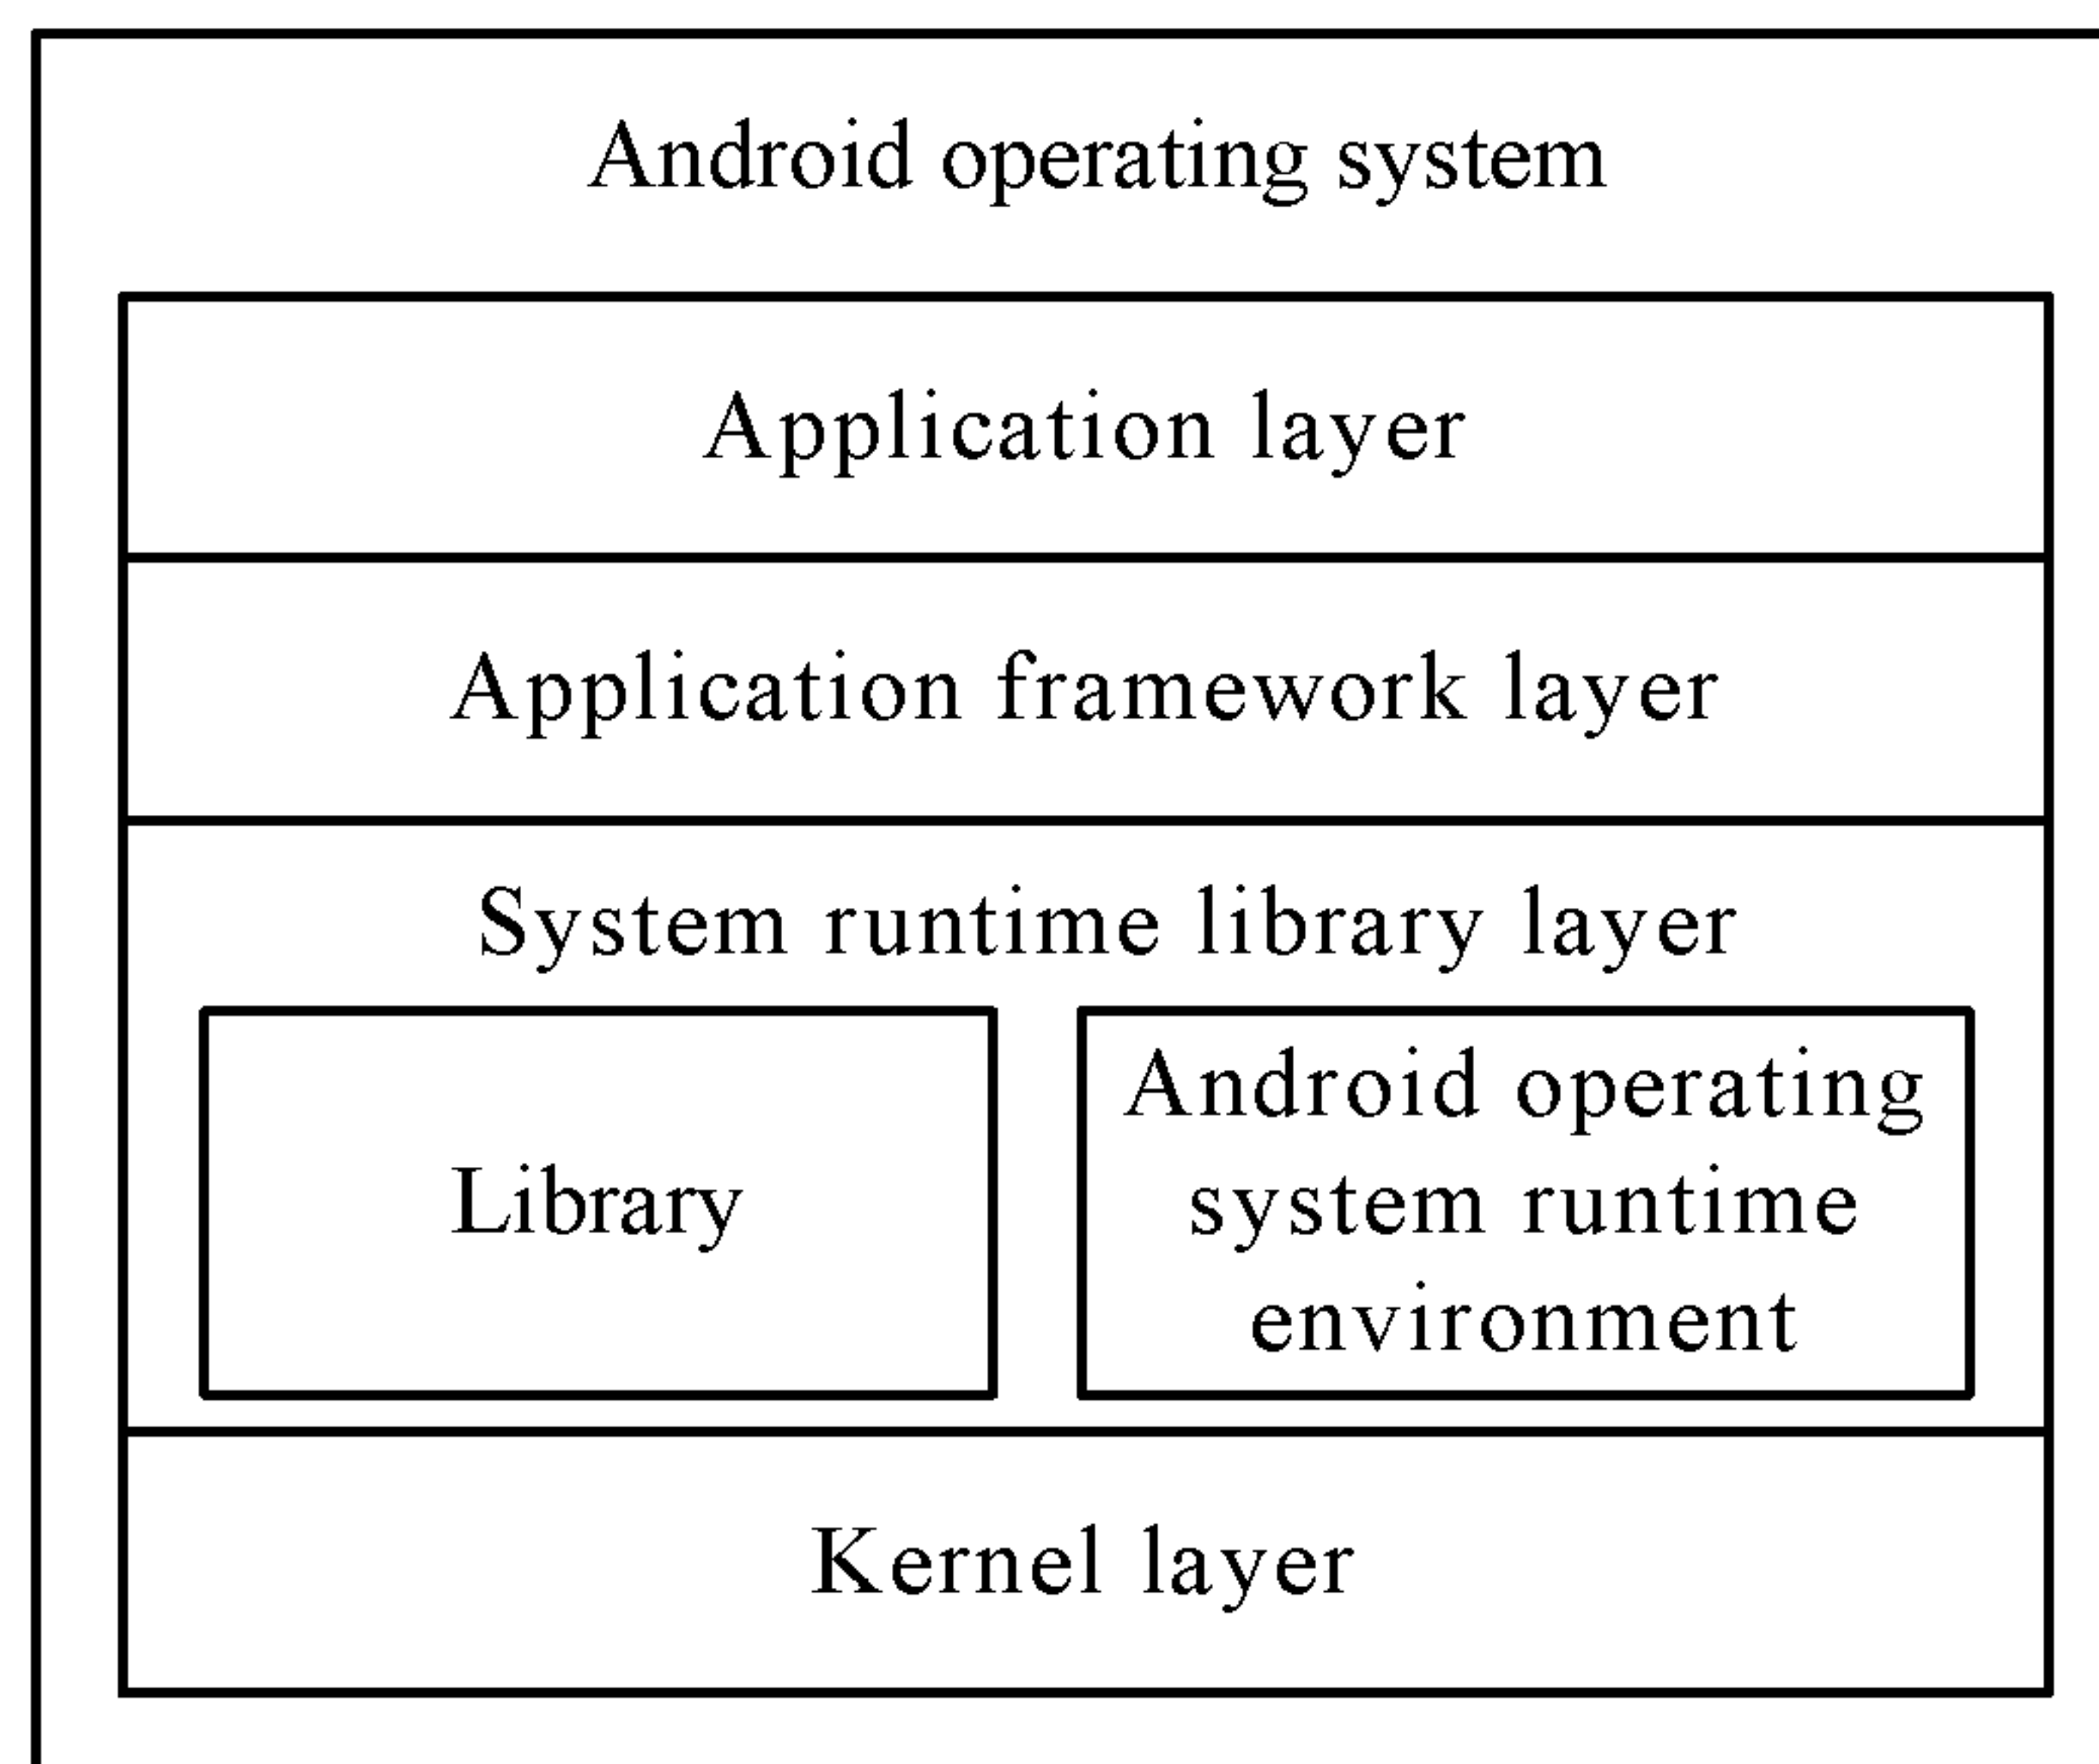 Android operating system
Application layer
Application framework layer
System runtime library layer
Library
Android operating
system runtime
environment
Kernel layer